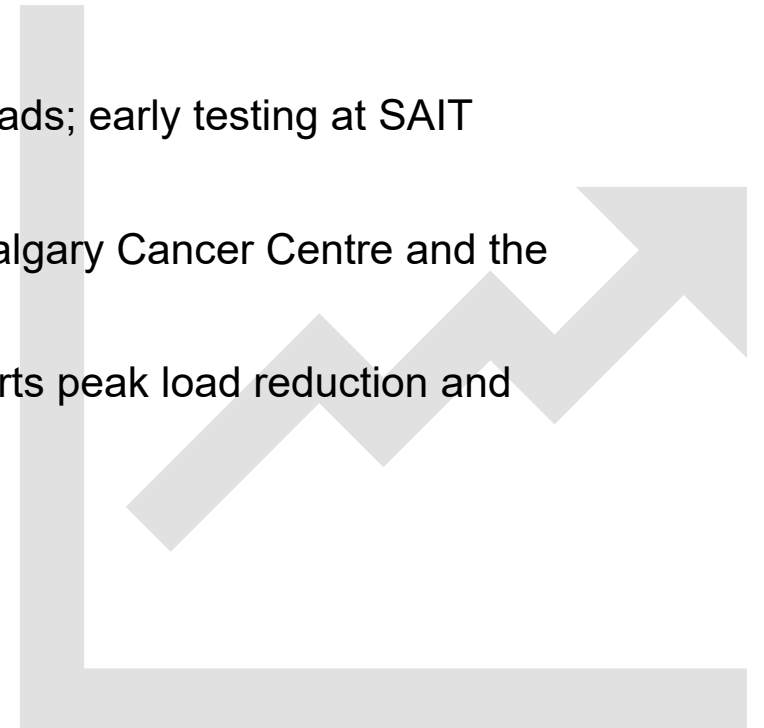 ads; early testing at SAIT
algary Cancer Centre and the
rts peak load reduction and